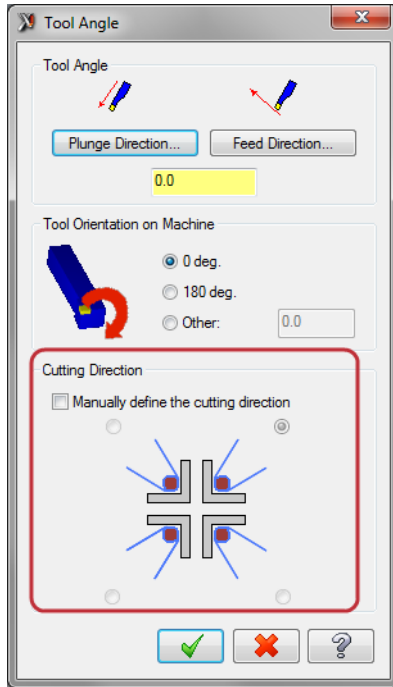 Tool Angle
Tool Angle
Plunge Direction... Feed Direction...
0.0
Tool Orientation on Machine
0 deg.
180 deg.
Other: 0.0
Cutting Direction
Manually define the cutting direction